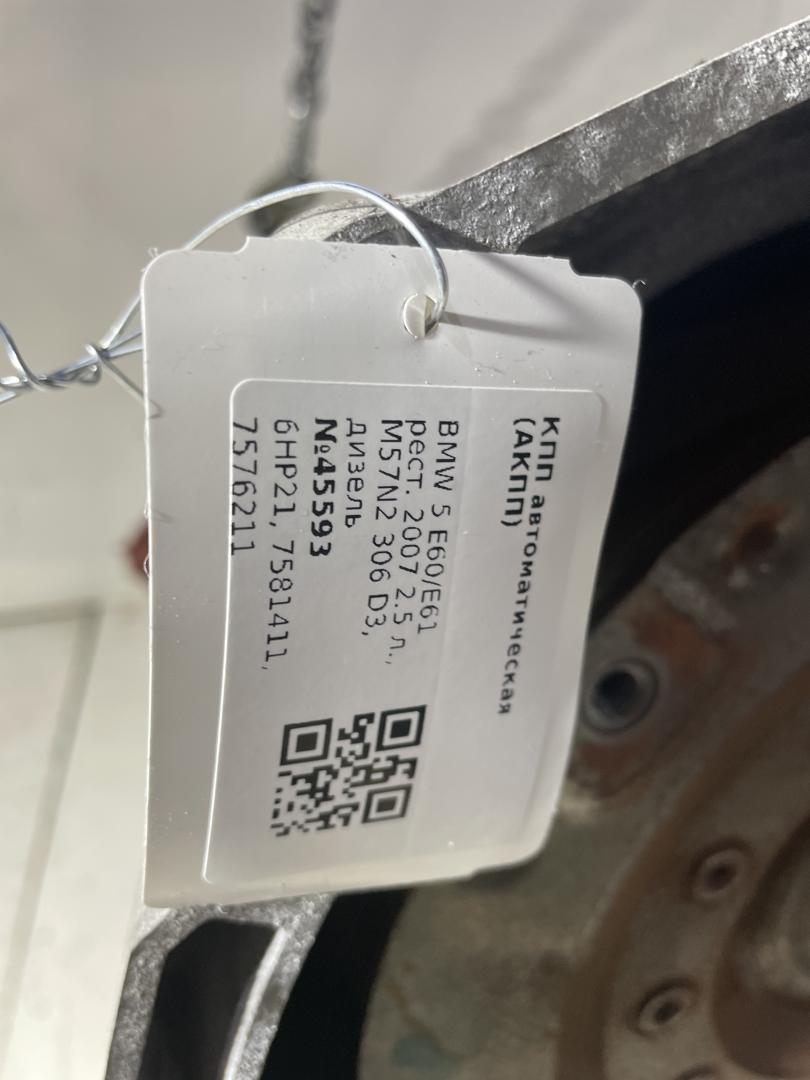 КПП автоматическая
(АКПП)
BMW 5 E60/E61
рест. 2007 2.5 л.,
M57N2 306 D3,
дизель
№45593
6HP21, 7581411,
7576211